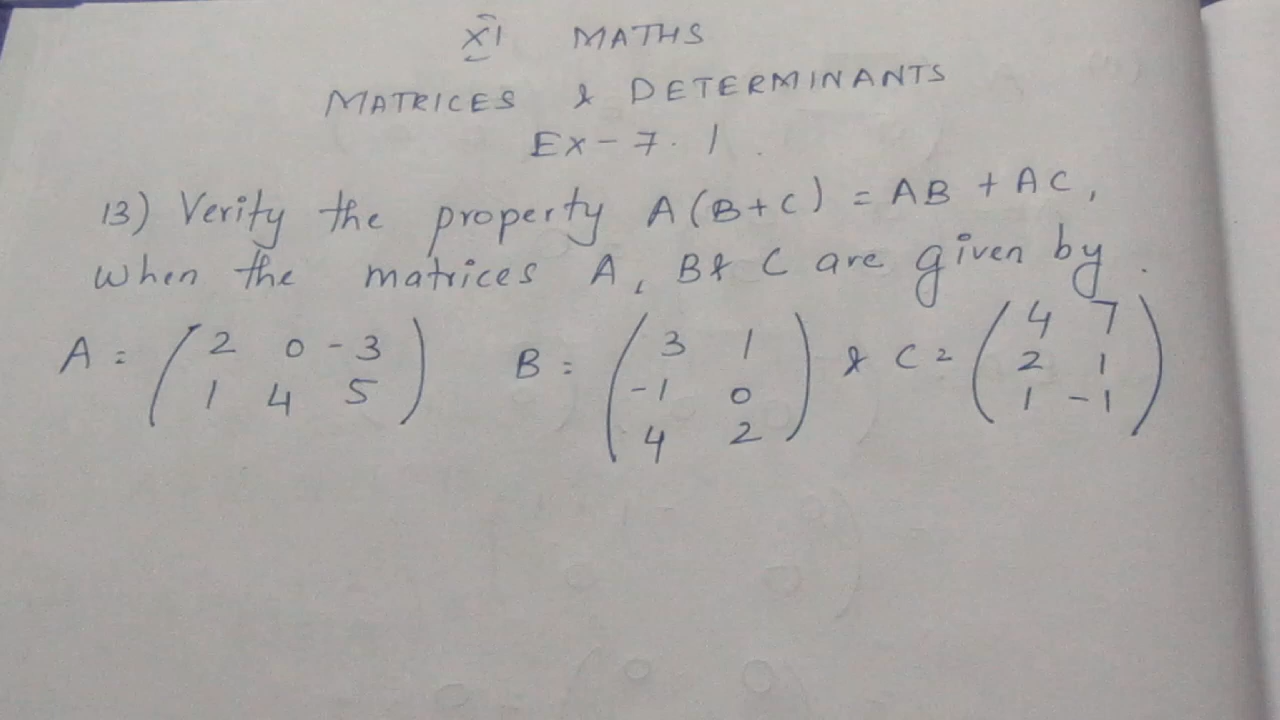 XI MATHS
MATRICES & DETERMINANTS
Ex - 7.1.
13) Verify the property A(B+C) = AB + AC,
when the matrices A, B & C are given by.
A = (2 0 -3
1 4 5) B = (3 1
-1 0
4 2) & C = (4 7
2 1
1 -1)